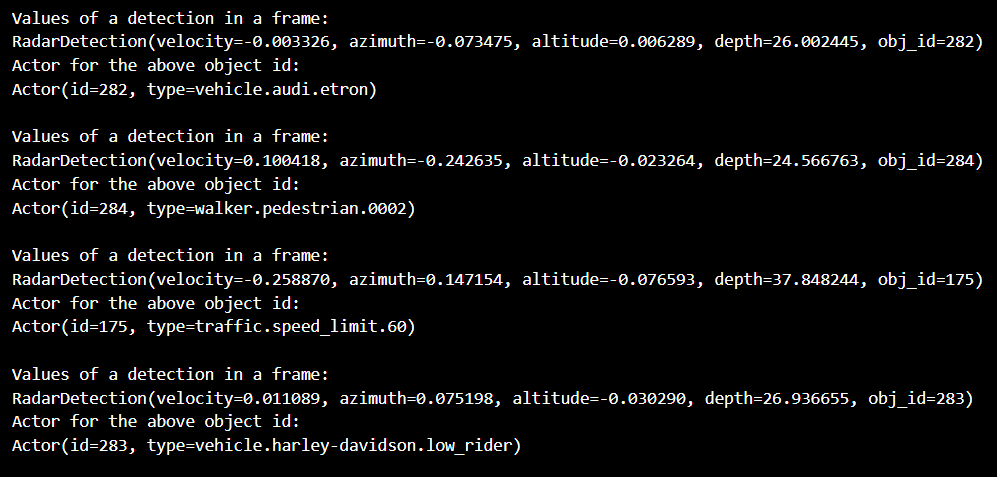 Values of a detection in a frame:
RadarDetection(velocity=-0.003326, azimuth=-0.073475, altitude=0.006289, depth=26.002445, obj_id=282)
Actor for the above object id:
Actor(id=282, type=vehicle.audi.etron)
Values of a detection in a frame:
RadarDetection(velocity=0.100418, azimuth=-0.242635, altitude=-0.023264, depth=24.566763, obj_id=284)
Actor for the above object id:
Actor(id=284, type=walker.pedestrian.0002)
Values of a detection in a frame:
RadarDetection(velocity=-0.258870, azimuth=0.147154, altitude=-0.076593, depth=37.848244, obj_id=175)
Actor for the above object id:
Actor(id=175, type=traffic.speed_limit.60)
Values of a detection in a frame:
RadarDetection(velocity=0.011089, azimuth=0.075198, altitude=-0.030290, depth=26.936655, obj_id=283)
Actor for the above object id:
Actor(id=283, type=vehicle.harley-davidson.low_rider)